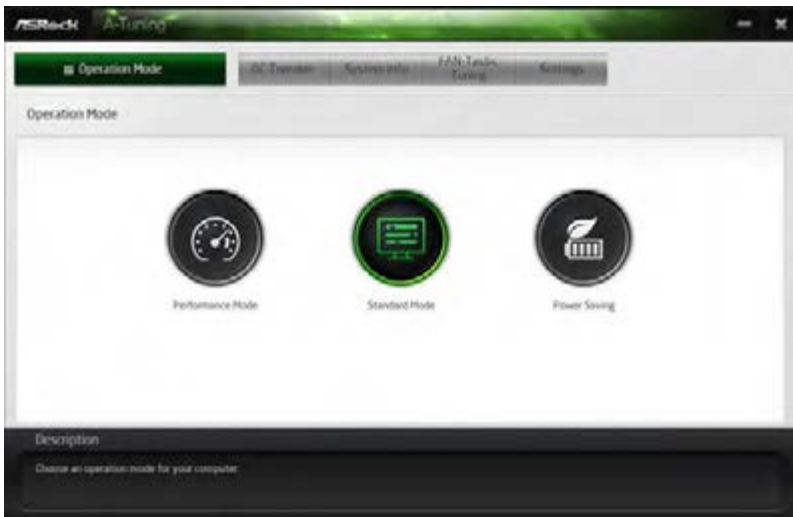 ASRock A-Tuning
Operation Mode
OC Tweaker
System Info
FAN-Tastic
Tuning
Settings
Operation Mode
Performance Mode
Standard Mode
Power Saving
Description
Choose an operation mode for your computer